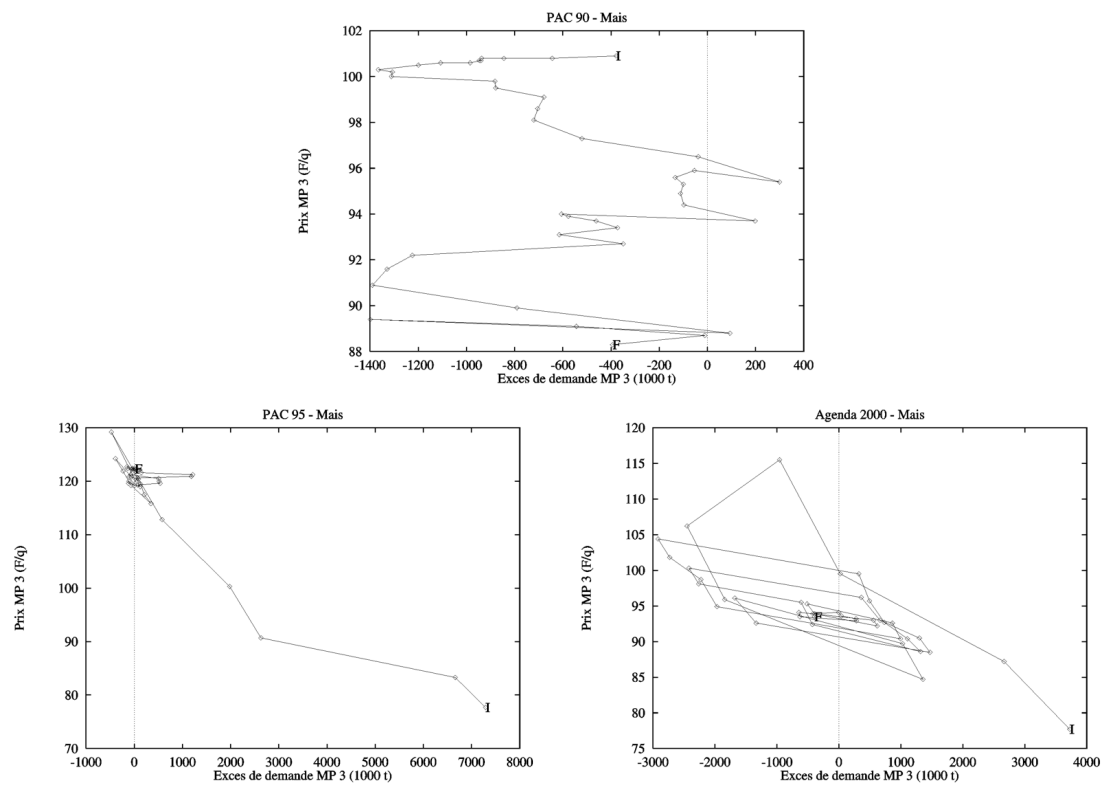 PAC 90 - Mais
102
100
98
96
94
92
90
88
Prix MP 3 (F/q)
I
F
-1400 -1200 -1000 -800 -600 -400 -200 0 200 400
Exces de demande MP 3 (1000 t)
PAC 95 - Mais
130
120
110
100
90
80
70
Prix MP 3 (F/q)
F
I
-1000 0 1000 2000 3000 4000 5000 6000 7000 8000
Exces de demande MP 3 (1000 t)
Agenda 2000 - Mais
120
115
110
105
100
95
90
85
80
75
Prix MP 3 (F/q)
F
I
-3000 -2000 -1000 0 1000 2000 3000 4000
Exces de demande MP 3 (1000 t)